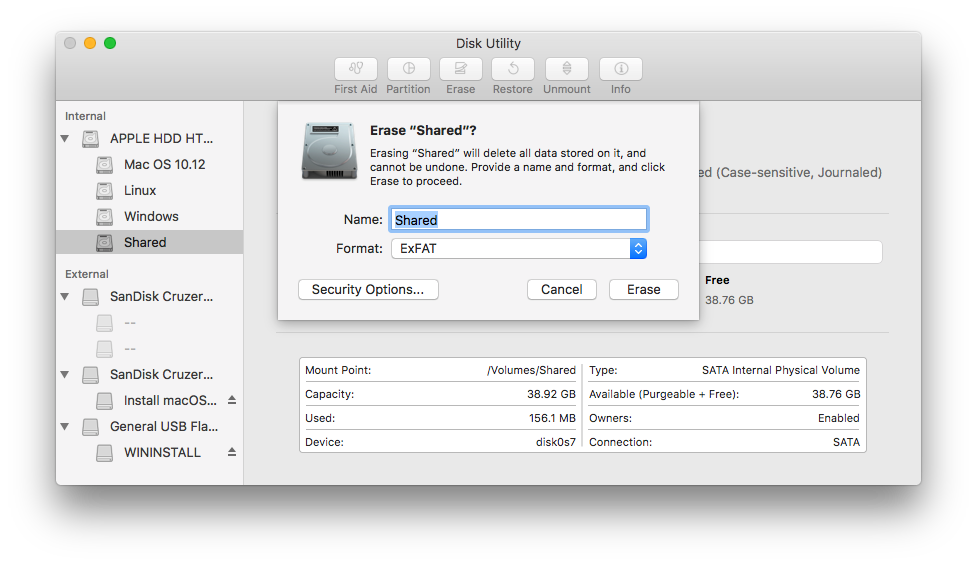 Disk Utility
First Aid Partition Erase Restore Unmount Info
Internal
APPLE HDD HT...
Mac OS 10.12
Linux
Windows
Shared
External
SanDisk Cruzer...
--
--
SanDisk Cruzer...
Install macOS...
General USB Fla...
WININSTALL
Erase “Shared”?
Erasing “Shared” will delete all data stored on it, and
cannot be undone. Provide a name and format, and click
Erase to proceed.
Name: Shared
Format: ExFAT
Security Options... Cancel Erase
ed (Case-sensitive, Journaled)
Free
38.76 GB
Mount Point: /Volumes/Shared
Capacity: 38.92 GB
Used: 156.1 MB
Device: disk0s7
Type: SATA Internal Physical Volume
Available (Purgeable + Free): 38.76 GB
Owners: Enabled
Connection: SATA